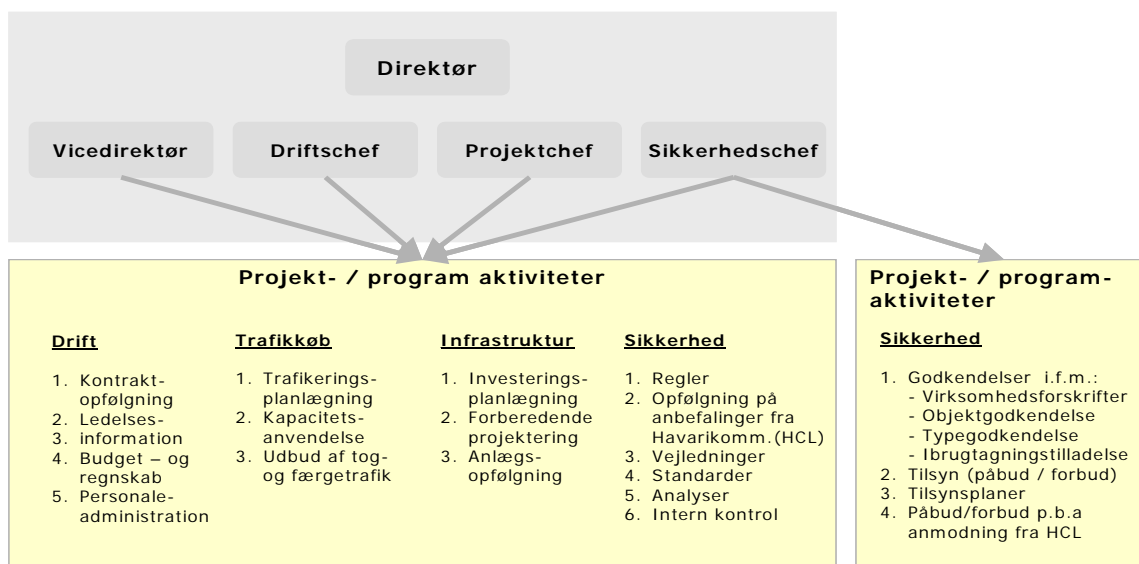 Direktør
Vicedirektør
Driftschef
Projektchef
Sikkerhedschef
Projekt- / program aktiviteter
Drift
1. Kontrakt-
opfølgning
2. Ledelses-
3. information
4. Budget – og
regnskab
5. Personale-
administration
Trafikkøb
1. Trafikerings-
planlægning
2. Kapacitets-
anvendelse
3. Udbud af tog-
og færgetrafik
Infrastruktur
1. Investerings-
planlægning
2. Forberedende
projektering
3. Anlægs-
opfølgning
Sikkerhed
1. Regler
2. Opfølgning på
anbefalinger fra
Havarikomm.(HCL)
3. Vejledninger
4. Standarder
5. Analyser
6. Intern kontrol
Projekt- / program-
aktiviteter
Sikkerhed
1. Godkendelser i.f.m.:
- Virksomhedsforskrifter
- Objektgodkendelse
- Typegodkendelse
- Ibrugtagningstilladelse
2. Tilsyn (påbud / forbud)
3. Tilsynsplaner
4. Påbud/forbud p.b.a
anmodning fra HCL